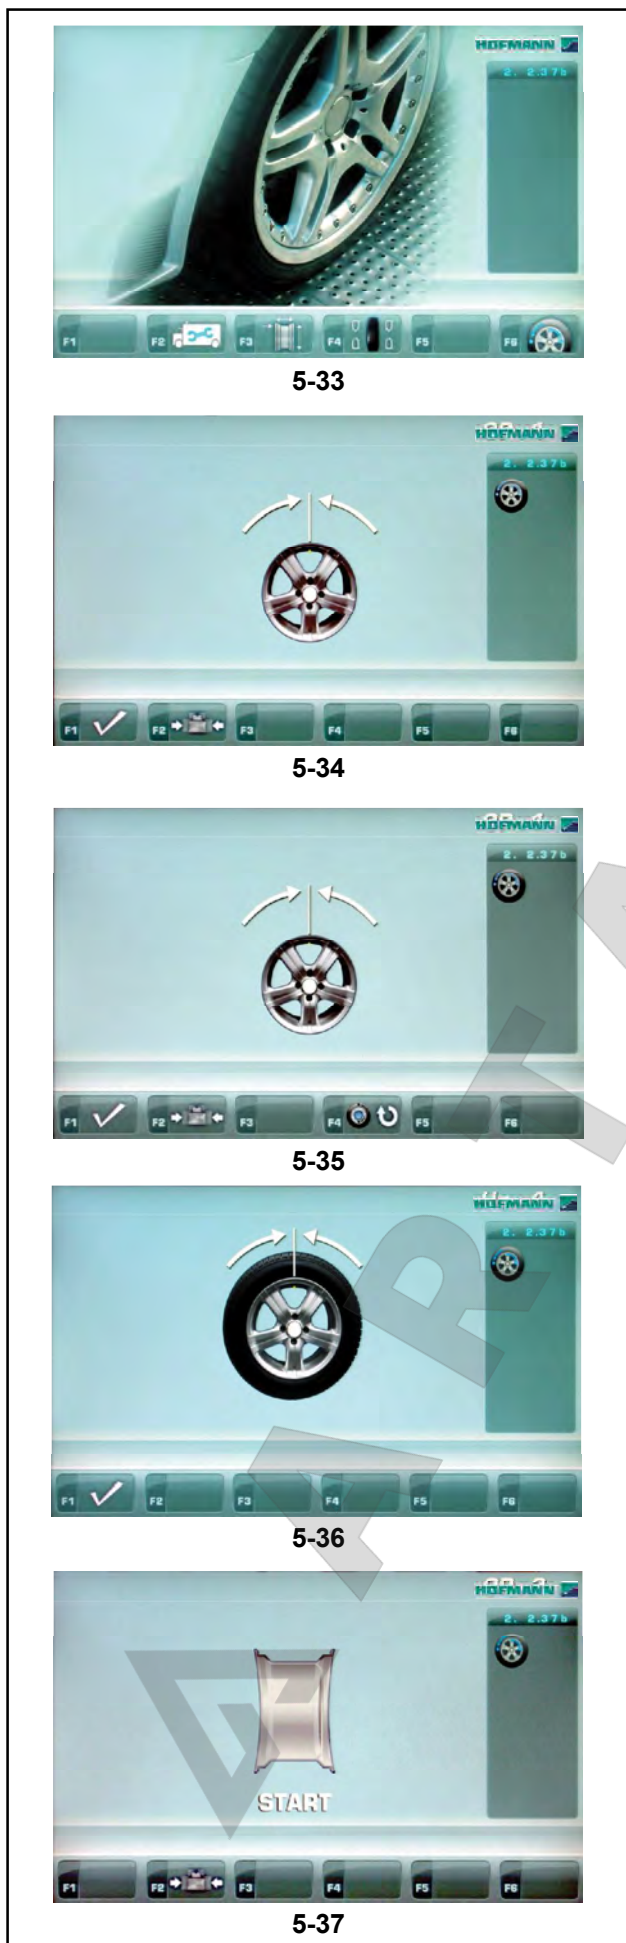 HOFMANN
2. 2.37b
F1 F2 F3 F4 F5 F6
5-33
HOFMANN
2. 2.37b
F1 F2 F3 F4 F5 F6
5-34
HOFMANN
2. 2.37b
F1 F2 F3 F4 F5 F6
5-35
HOFMANN
2. 2.37b
F1 F2 F3 F4 F5 F6
5-36
HOFMANN
2. 2.37b
START
F1 F2 F3 F4 F5 F6
5-37